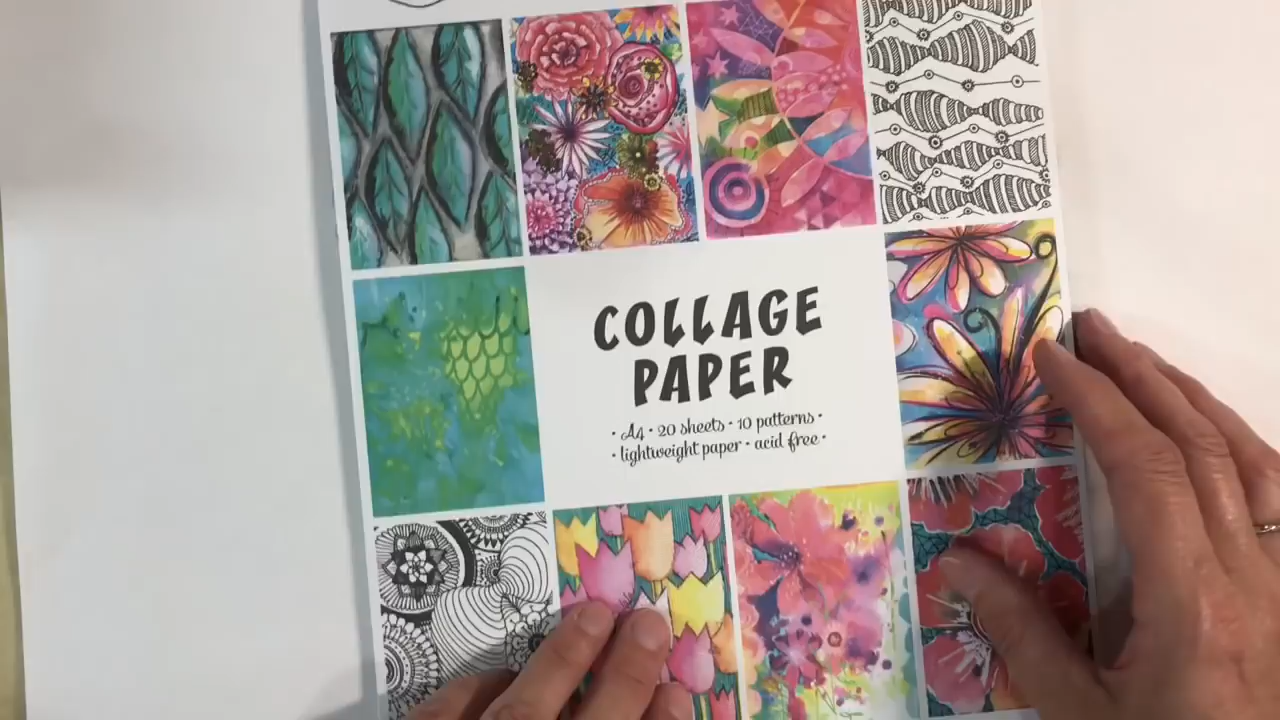 COLLAGE
PAPER
• A4 • 20 sheets • 10 patterns •
• lightweight paper • acid free •